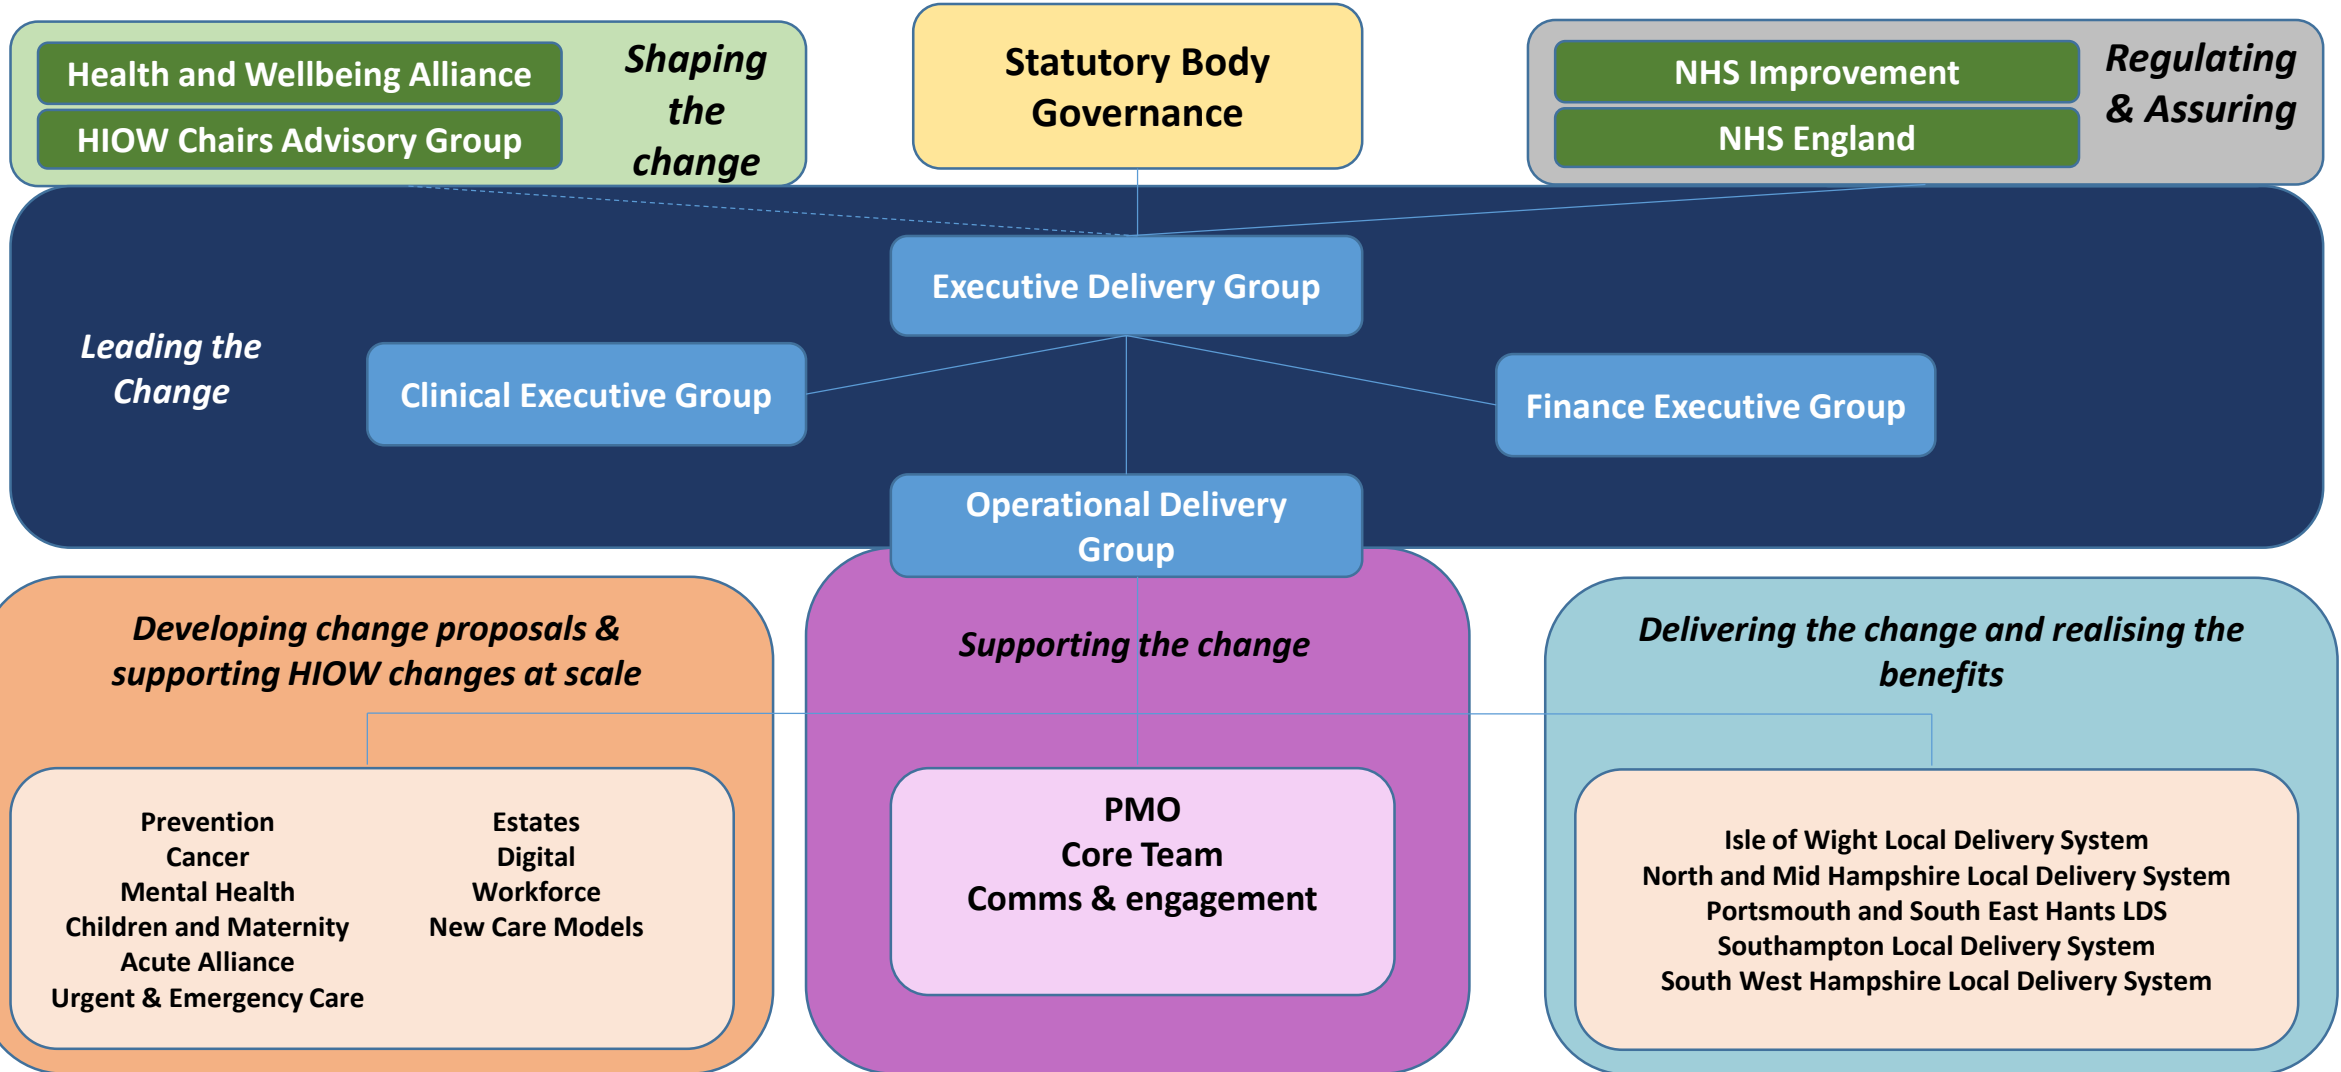 Health and Wellbeing Alliance
HIOW Chairs Advisory Group
Shaping
the
change
Statutory Body
Governance
NHS Improvement
NHS England
Regulating
& Assuring
Executive Delivery Group
Leading the
Change
Clinical Executive Group
Finance Executive Group
Operational Delivery
Group
Developing change proposals &
supporting HIOW changes at scale
Prevention
Cancer
Mental Health
Children and Maternity
Acute Alliance
Urgent & Emergency Care
Estates
Digital
Workforce
New Care Models
Supporting the change
PMO
Core Team
Comms & engagement
Delivering the change and realising the
benefits
Isle of Wight Local Delivery System
North and Mid Hampshire Local Delivery System
Portsmouth and South East Hants LDS
Southampton Local Delivery System
South West Hampshire Local Delivery System